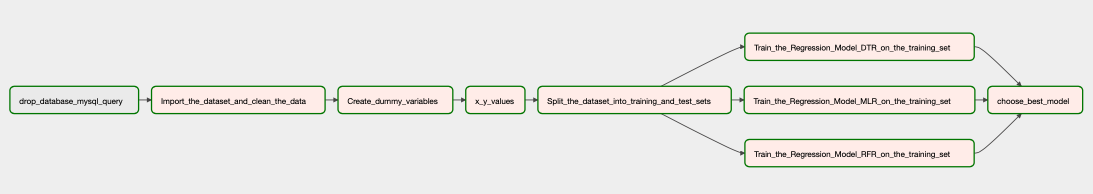 drop_database_mysql_query
Import_the_dataset_and_clean_the_data
Create_dummy_variables
x_y_values
Split_the_dataset_into_training_and_test_sets
Train_the_Regression_Model_DTR_on_the_training_set
Train_the_Regression_Model_MLR_on_the_training_set
Train_the_Regression_Model_RFR_on_the_training_set
choose_best_model